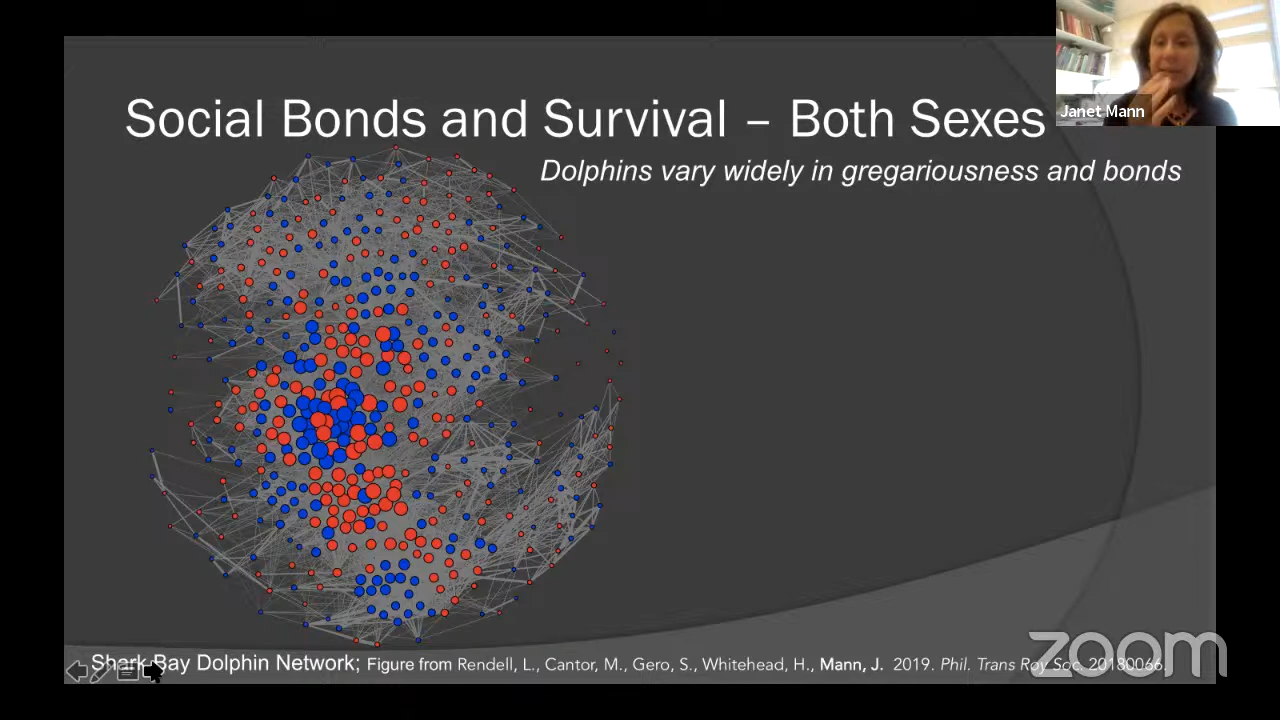 Social Bonds and Survival – Both Sexes
Janet Mann
Dolphins vary widely in gregariousness and bonds
Shark Bay Dolphin Network; Figure from Rendell, L., Cantor, M., Gero, S., Whitehead, H., Mann, J. 2019. Phil. Trans Roy Soc. 20180066.
zoom